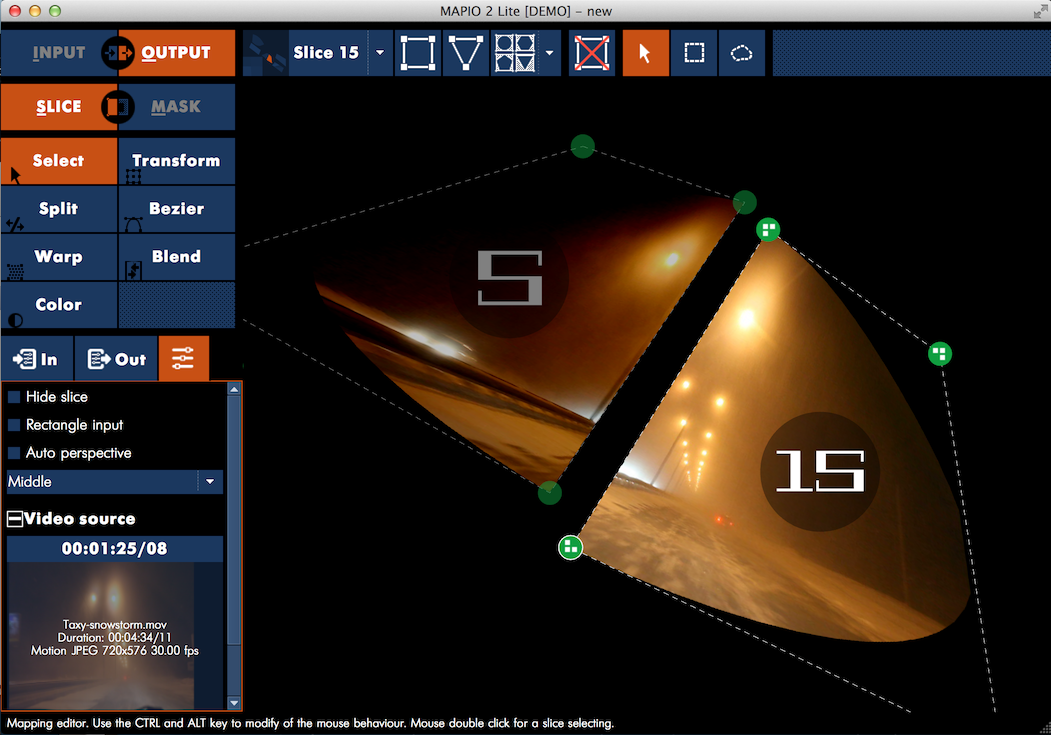 MAPIO 2 Lite [DEMO] – new
INPUT OUTPUT Slice 15
SLICE MASK
Select Transform
Split Bezier
Warp Blend
Color
In Out
Hide slice
Rectangle input
Auto perspective
Middle
Video source
00:01:25/08
Taxy-snowstorm.mov
Duration: 00:04:34/11
Motion JPEG 720x576 30.00 fps
5
15
Mapping editor. Use the CTRL and ALT key to modify of the mouse behaviour. Mouse double click for a slice selecting.